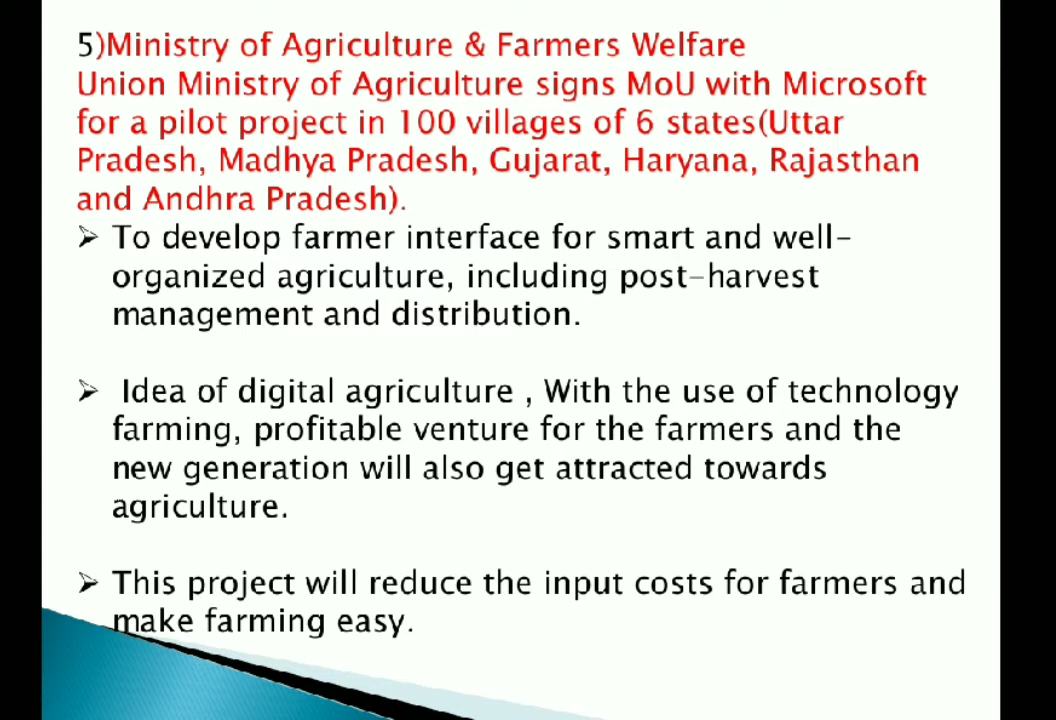 5)Ministry of Agriculture & Farmers Welfare
Union Ministry of Agriculture signs MoU with Microsoft
for a pilot project in 100 villages of 6 states(Uttar
Pradesh, Madhya Pradesh, Gujarat, Haryana, Rajasthan
and Andhra Pradesh).
➢ To develop farmer interface for smart and well-
organized agriculture, including post-harvest
management and distribution.
➢ Idea of digital agriculture , With the use of technology
farming, profitable venture for the farmers and the
new generation will also get attracted towards
agriculture.
➢ This project will reduce the input costs for farmers and
make farming easy.